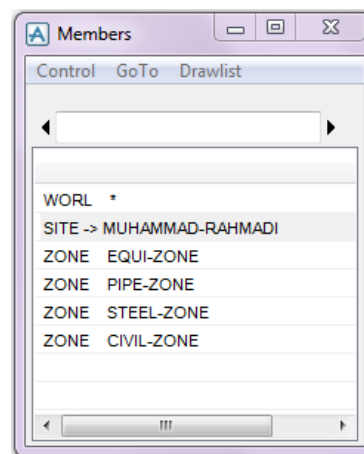 Members
Control GoTo Drawlist
WORL *
SITE -> MUHAMMAD-RAHMADI
ZONE EQUI-ZONE
ZONE PIPE-ZONE
ZONE STEEL-ZONE
ZONE CIVIL-ZONE